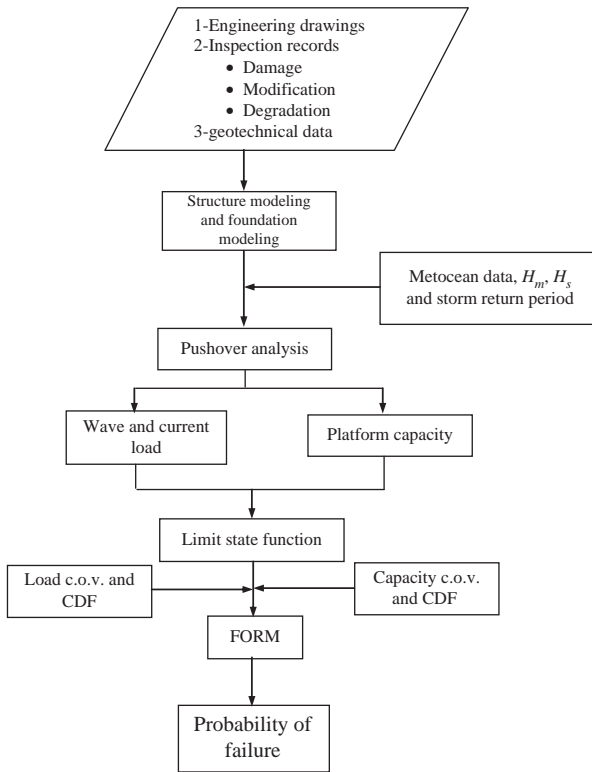 1-Engineering drawings
2-Inspection records
• Damage
• Modification
• Degradation
3-geotechnical data
Structure modeling
and foundation
modeling
Metocean data, Hm, Hs
and storm return period
Pushover analysis
Wave and current
load
Platform capacity
Limit state function
Load c.o.v. and
CDF
Capacity c.o.v.
and CDF
FORM
Probability of
failure